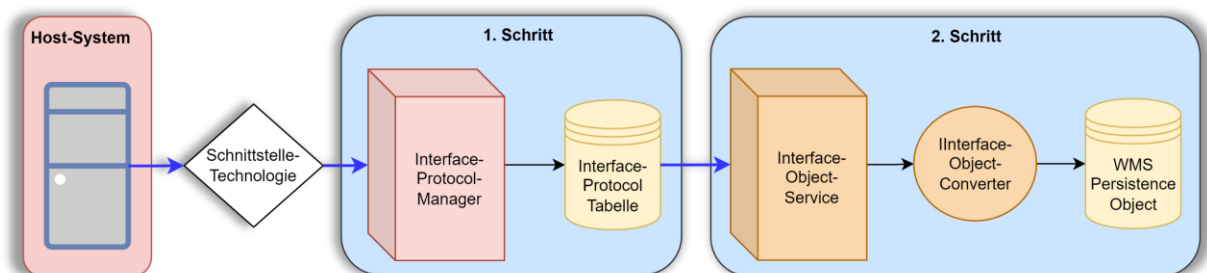 Host-System
Schnittstelle-
Technologie
1. Schritt
Interface-
Protocol-
Manager
Interface-
Protocol
Tabelle
2. Schritt
Interface-
Object-
Service
IInterface-
Object-
Converter
WMS
Persistence
Object